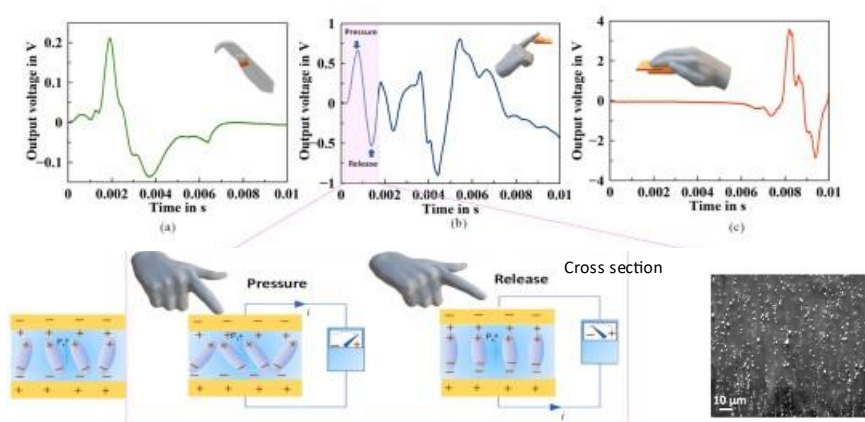 Output voltage in V
0.2
0.1
0
−0.1
0
0.002
0.004
0.006
0.008
0.01
Time in s
(a)
Output voltage in V
1
0.5
0
−0.5
−1
Pressure
Release
0
0.002
0.004
0.006
0.008
0.01
Time in s
(b)
Output voltage in V
4
2
0
−2
−4
0
0.002
0.004
0.006
0.008
0.01
Time in s
(c)
Pressure
i
Release
i
Cross section
10 µm